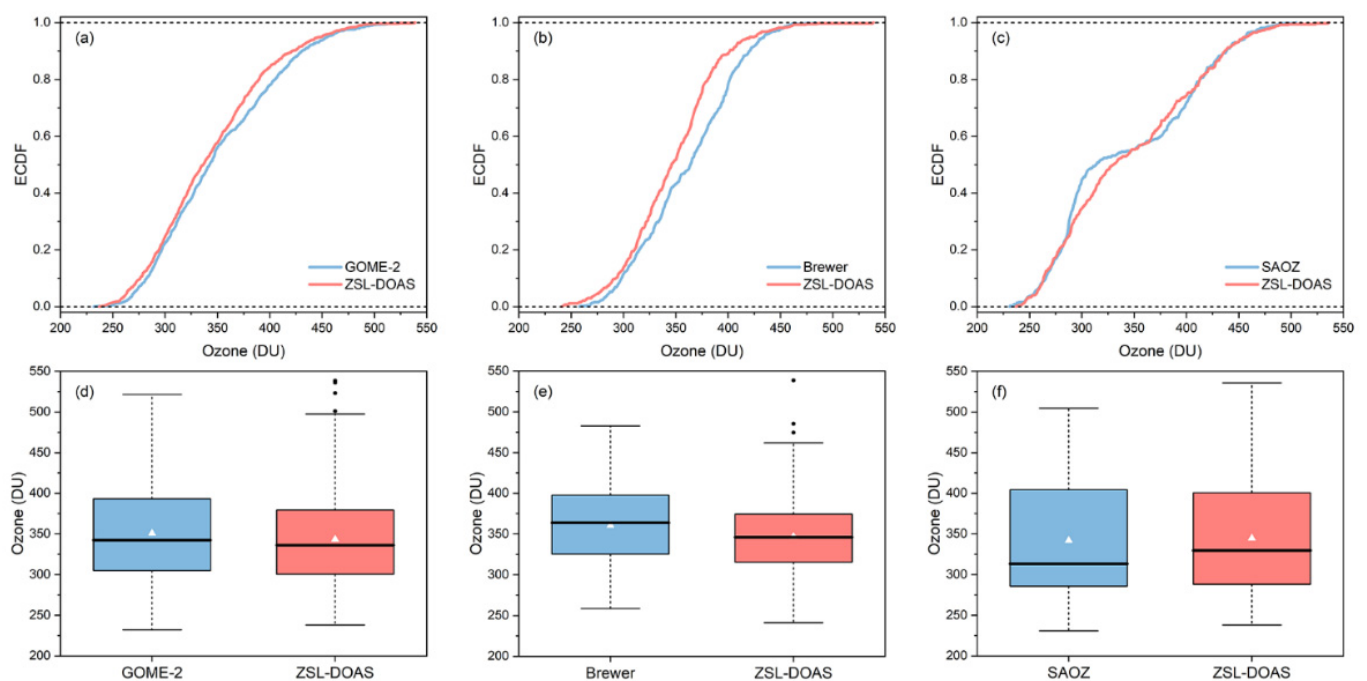 (a)
ECDF
1.0
0.8
0.6
0.4
0.2
0.0
GOME-2
ZSL-DOAS
200 250 300 350 400 450 500 550
Ozone (DU)
(b)
ECDF
1.0
0.8
0.6
0.4
0.2
0.0
Brewer
ZSL-DOAS
200 250 300 350 400 450 500 550
Ozone (DU)
(c)
ECDF
1.0
0.8
0.6
0.4
0.2
0.0
SAOZ
ZSL-DOAS
200 250 300 350 400 450 500 550
Ozone (DU)
(d)
Ozone (DU)
550
500
450
400
350
300
250
200
GOME-2 ZSL-DOAS
(e)
Ozone (DU)
550
500
450
400
350
300
250
200
Brewer ZSL-DOAS
(f)
Ozone (DU)
550
500
450
400
350
300
250
200
SAOZ ZSL-DOAS